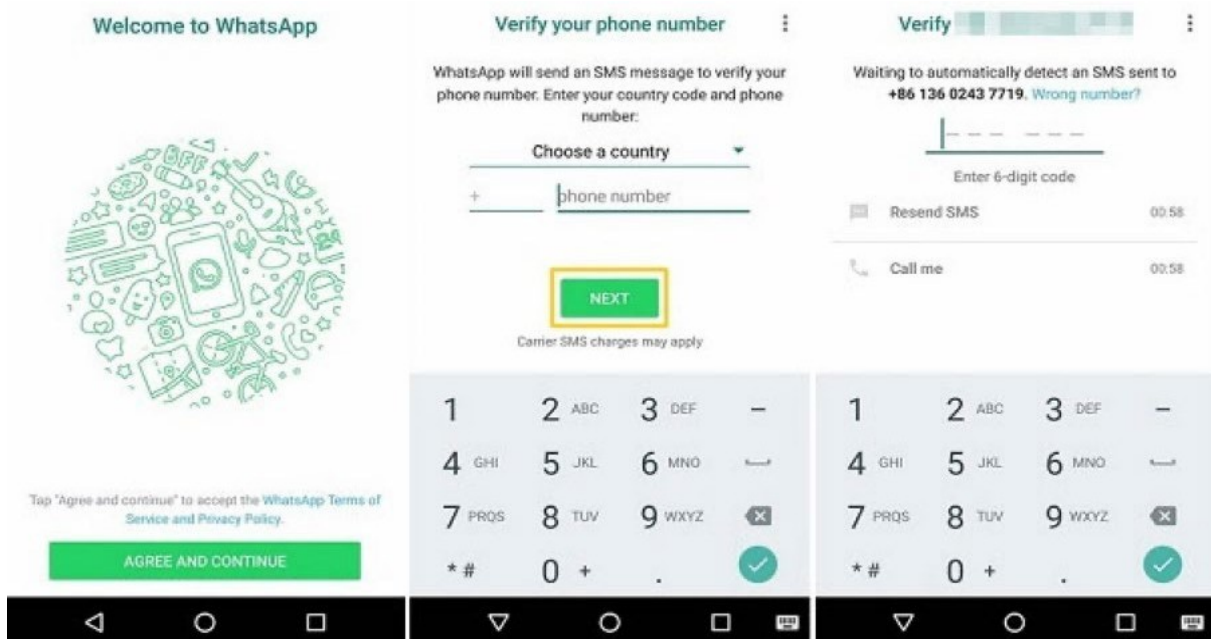 Welcome to WhatsApp
Tap "Agree and continue" to accept the WhatsApp Terms of
Service and Privacy Policy.
AGREE AND CONTINUE
Verify your phone number
WhatsApp will send an SMS message to verify your
phone number. Enter your country code and phone
number:
Choose a country
+ phone number
NEXT
Carrier SMS charges may apply
1 2 ABC 3 DEF –
4 GHI 5 JKL 6 MNO
7 PRQS 8 TUV 9 WXYZ
* # 0 + .
Verify
Waiting to automatically detect an SMS sent to
+86 136 0243 7719. Wrong number?
Enter 6-digit code
Resend SMS 00:58
Call me 00:58
1 2 ABC 3 DEF –
4 GHI 5 JKL 6 MNO
7 PRQS 8 TUV 9 WXYZ
* # 0 + .